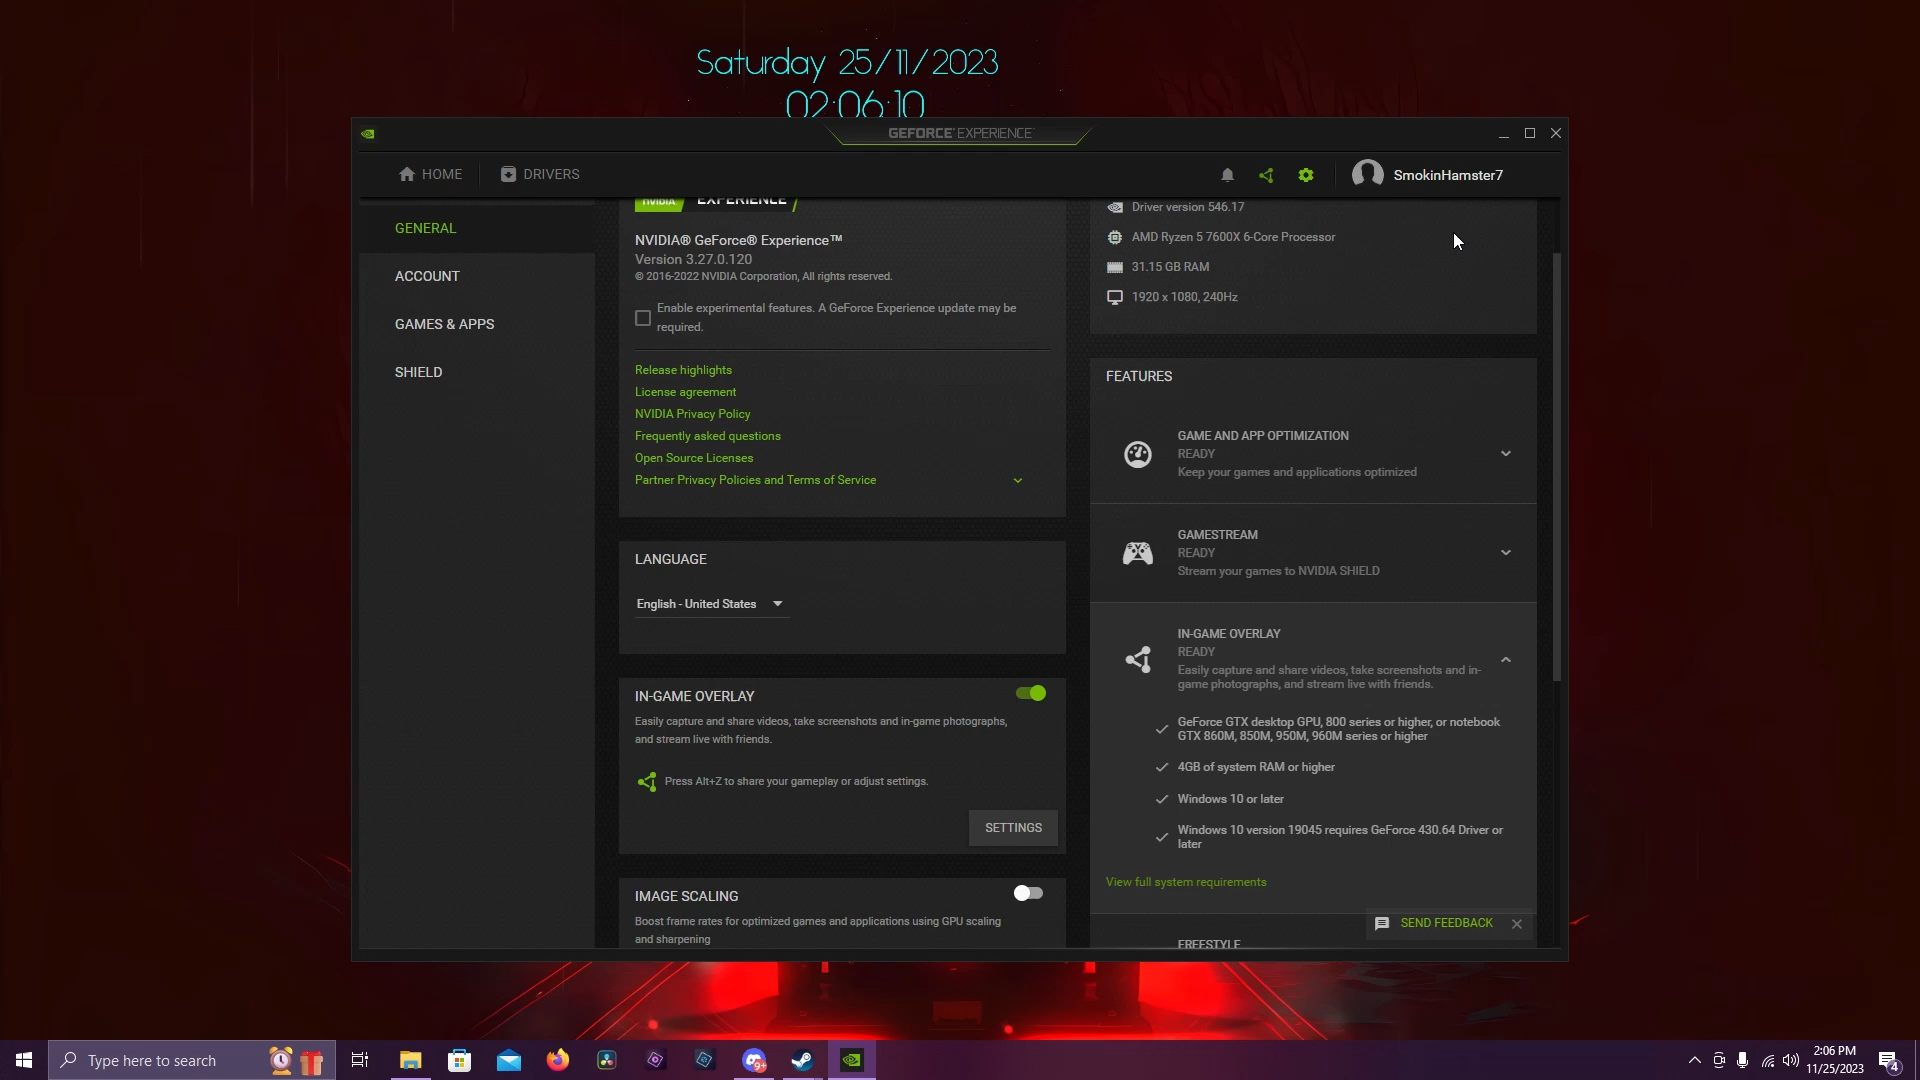 Saturday 25/11/2023
02:06:10
GEFORCE EXPERIENCE
HOME
DRIVERS
SmokinHamster7
GENERAL
ACCOUNT
GAMES & APPS
SHIELD
NVIDIA. EXPERIENCE
NVIDIA® GeForce® Experience™
Version 3.27.0.120
© 2016-2022 NVIDIA Corporation, All rights reserved.
Enable experimental features. A GeForce Experience update may be
required.
Release highlights
License agreement
NVIDIA Privacy Policy
Frequently asked questions
Open Source Licenses
Partner Privacy Policies and Terms of Service
LANGUAGE
English - United States
IN-GAME OVERLAY
Easily capture and share videos, take screenshots and in-game photographs,
and stream live with friends.
Press Alt+Z to share your gameplay or adjust settings.
SETTINGS
IMAGE SCALING
Boost frame rates for optimized games and applications using GPU scaling
and sharpening
Driver version 546.17
AMD Ryzen 5 7600X 6-Core Processor
31.15 GB RAM
1920 x 1080, 240Hz
FEATURES
GAME AND APP OPTIMIZATION
READY
Keep your games and applications optimized
GAMESTREAM
READY
Stream your games to NVIDIA SHIELD
IN-GAME OVERLAY
READY
Easily capture and share videos, take screenshots and in-
game photographs, and stream live with friends.
GeForce GTX desktop GPU, 800 series or higher, or notebook
GTX 860M, 850M, 950M, 960M series or higher
4GB of system RAM or higher
Windows 10 or later
Windows 10 version 19045 requires GeForce 430.64 Driver or
later
View full system requirements
SEND FEEDBACK
FREESTYLE
Type here to search
9+
2:06 PM
11/25/2023
4